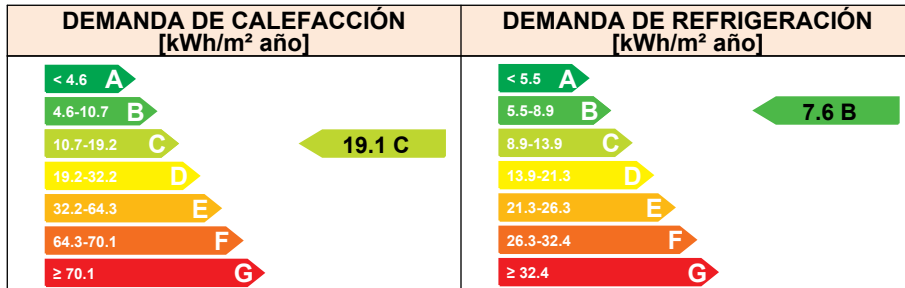 DEMANDA DE CALEFACCIÓN
[kWh/m² año]
< 4.6 A
4.6-10.7 B
10.7-19.2 C
19.1 C
19.2-32.2 D
32.2-64.3 E
64.3-70.1 F
≥ 70.1 G
DEMANDA DE REFRIGERACIÓN
[kWh/m² año]
< 5.5 A
5.5-8.9 B
7.6 B
8.9-13.9 C
13.9-21.3 D
21.3-26.3 E
26.3-32.4 F
≥ 32.4 G